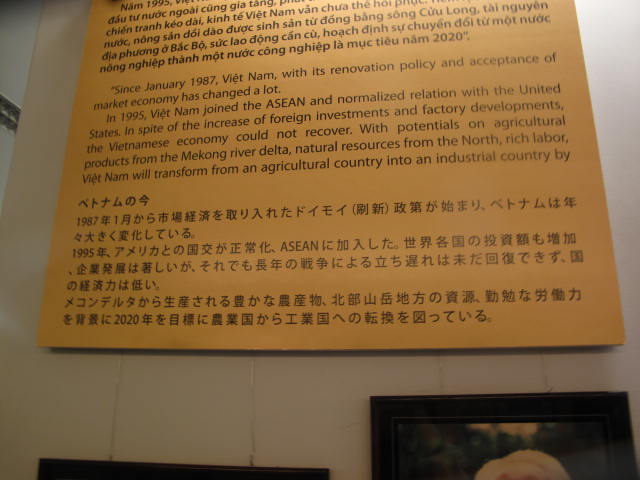 Năm 1995, Việt
đầu tư nước ngoài cũng gia tăng, phát
chiến tranh kéo dài, kinh tế Việt Nam vẫn chưa thể hồi phục.
nước, nông sản dồi dào được sinh sản từ đồng bằng sông Cửu Long, tài nguyên
địa phương ở Bắc Bộ, sức lao động cần cù, hoạch định sự chuyển đổi từ một nước
nông nghiệp thành một nước công nghiệp là mục tiêu năm 2020”.
“Since January 1987, Việt Nam, with its renovation policy and acceptance of
market economy has changed a lot.
In 1995, Việt Nam joined the ASEAN and normalized relation with the United
States. In spite of the increase of foreign investments and factory developments,
the Vietnamese economy could not recover. With potentials on agricultural
products from the Mekong river delta, natural resources from the North, rich labor,
Việt Nam will transform from an agricultural country into an industrial country by
ベトナムの今
1987年1月から市場経済を取り入れたドイモイ(刷新)政第が始まり、ベトナムは年
々大きく変化している。
1995年、アメリカとの国交が正常化、ASEANに加入した。世界各国の投資額も増加
、企業発展は著しいが、それでも長年の戦争による立ち遅れは未だ回復できず、国
の経済力は低い。
メコンデルタから生産される豊かな農産物、北部山岳地方の資源、勤勉な労働力
を背景に2020年を目標に農業国から工業国への転換を図っている。